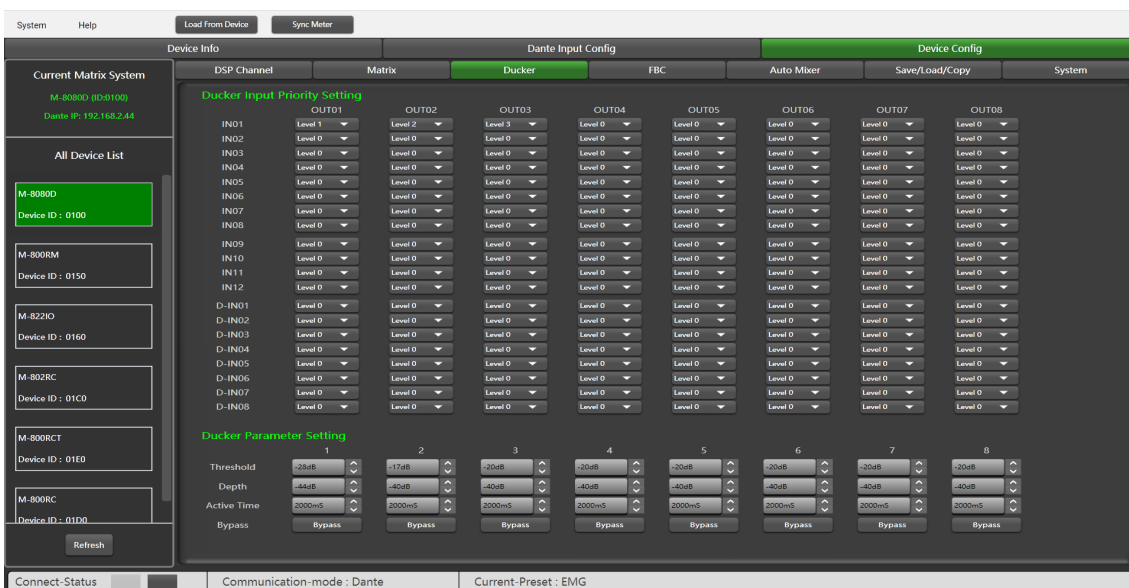 System Help Load From Device Sync Meter
Device Info Dante Input Config Device Config
Current Matrix System
M-8080D (ID:0100)
Dante IP: 192.168.2.44
All Device List
M-8080D
Device ID : 0100
M-800RM
Device ID : 0150
M-822IO
Device ID : 0160
M-802RC
Device ID : 01C0
M-800RCT
Device ID : 01E0
M-800RC
Device ID : 01D0
Refresh
DSP Channel Matrix Ducker FBC Auto Mixer Save/Load/Copy System
Ducker Input Priority Setting
OUT01 OUT02 OUT03 OUT04 OUT05 OUT06 OUT07 OUT08
IN01 Level 1 Level 2 Level 3 Level 0 Level 0 Level 0 Level 0 Level 0
IN02 Level 0 Level 0 Level 0 Level 0 Level 0 Level 0 Level 0 Level 0
IN03 Level 0 Level 0 Level 0 Level 0 Level 0 Level 0 Level 0 Level 0
IN04 Level 0 Level 0 Level 0 Level 0 Level 0 Level 0 Level 0 Level 0
IN05 Level 0 Level 0 Level 0 Level 0 Level 0 Level 0 Level 0 Level 0
IN06 Level 0 Level 0 Level 0 Level 0 Level 0 Level 0 Level 0 Level 0
IN07 Level 0 Level 0 Level 0 Level 0 Level 0 Level 0 Level 0 Level 0
IN08 Level 0 Level 0 Level 0 Level 0 Level 0 Level 0 Level 0 Level 0
IN09 Level 0 Level 0 Level 0 Level 0 Level 0 Level 0 Level 0 Level 0
IN10 Level 0 Level 0 Level 0 Level 0 Level 0 Level 0 Level 0 Level 0
IN11 Level 0 Level 0 Level 0 Level 0 Level 0 Level 0 Level 0 Level 0
IN12 Level 0 Level 0 Level 0 Level 0 Level 0 Level 0 Level 0 Level 0
D-IN01 Level 0 Level 0 Level 0 Level 0 Level 0 Level 0 Level 0 Level 0
D-IN02 Level 0 Level 0 Level 0 Level 0 Level 0 Level 0 Level 0 Level 0
D-IN03 Level 0 Level 0 Level 0 Level 0 Level 0 Level 0 Level 0 Level 0
D-IN04 Level 0 Level 0 Level 0 Level 0 Level 0 Level 0 Level 0 Level 0
D-IN05 Level 0 Level 0 Level 0 Level 0 Level 0 Level 0 Level 0 Level 0
D-IN06 Level 0 Level 0 Level 0 Level 0 Level 0 Level 0 Level 0 Level 0
D-IN07 Level 0 Level 0 Level 0 Level 0 Level 0 Level 0 Level 0 Level 0
D-IN08 Level 0 Level 0 Level 0 Level 0 Level 0 Level 0 Level 0 Level 0
Ducker Parameter Setting
1 2 3 4 5 6 7 8
Threshold -28dB -17dB -20dB -20dB -20dB -20dB -20dB -20dB
Depth -44dB -40dB -40dB -40dB -40dB -40dB -40dB -40dB
Active Time 2000mS 2000mS 2000mS 2000mS 2000mS 2000mS 2000mS 2000mS
Bypass Bypass Bypass Bypass Bypass Bypass Bypass Bypass Bypass
Connect-Status Communication-mode : Dante Current-Preset : EMG